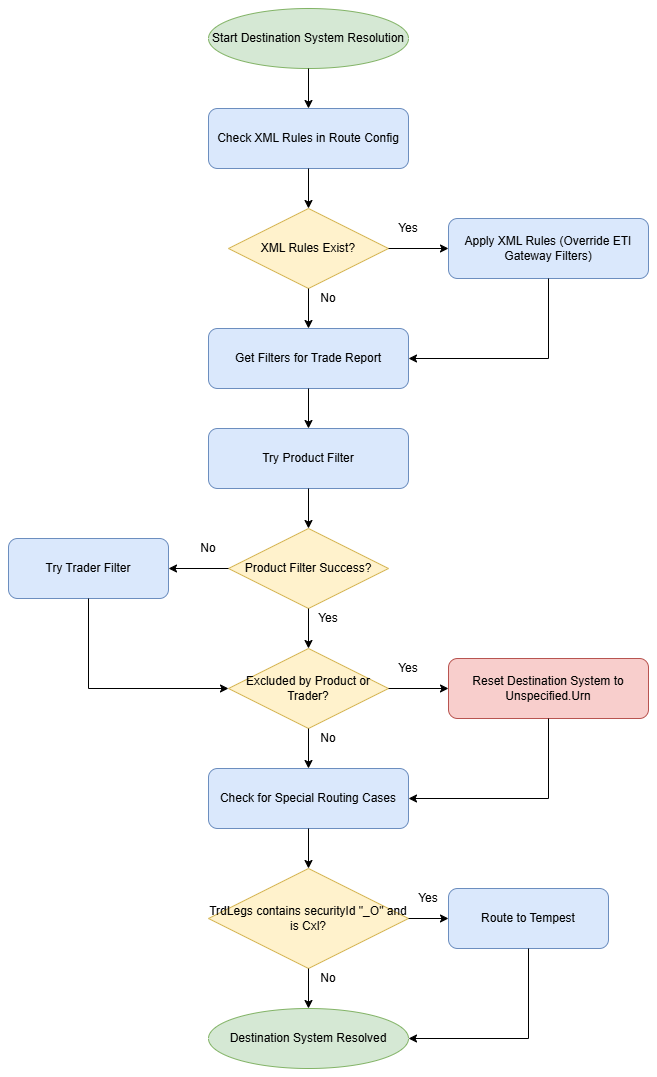 Start Destination System Resolution
Check XML Rules in Route Config
XML Rules Exist?
Yes
Apply XML Rules (Override ETI
Gateway Filters)
No
Get Filters for Trade Report
Try Product Filter
Product Filter Success?
No
Try Trader Filter
Yes
Excluded by Product or
Trader?
Yes
Reset Destination System to
Unspecified.Urn
No
Check for Special Routing Cases
TrdLegs contains securityId "_O" and
is Cxl?
Yes
Route to Tempest
No
Destination System Resolved